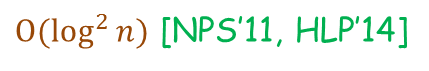 O(log² n) [NPS'11, HLP'14]